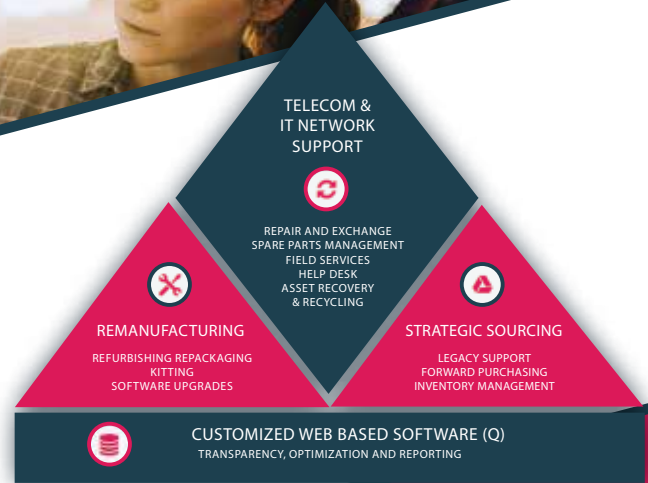 TELECOM &
IT NETWORK
SUPPORT
REPAIR AND EXCHANGE
SPARE PARTS MANAGEMENT
FIELD SERVICES
HELP DESK
ASSET RECOVERY
& RECYCLING
REMANUFACTURING
REFURBISHING REPACKAGING
KITTING
SOFTWARE UPGRADES
STRATEGIC SOURCING
LEGACY SUPPORT
FORWARD PURCHASING
INVENTORY MANAGEMENT
CUSTOMIZED WEB BASED SOFTWARE (Q)
TRANSPARENCY, OPTIMIZATION AND REPORTING